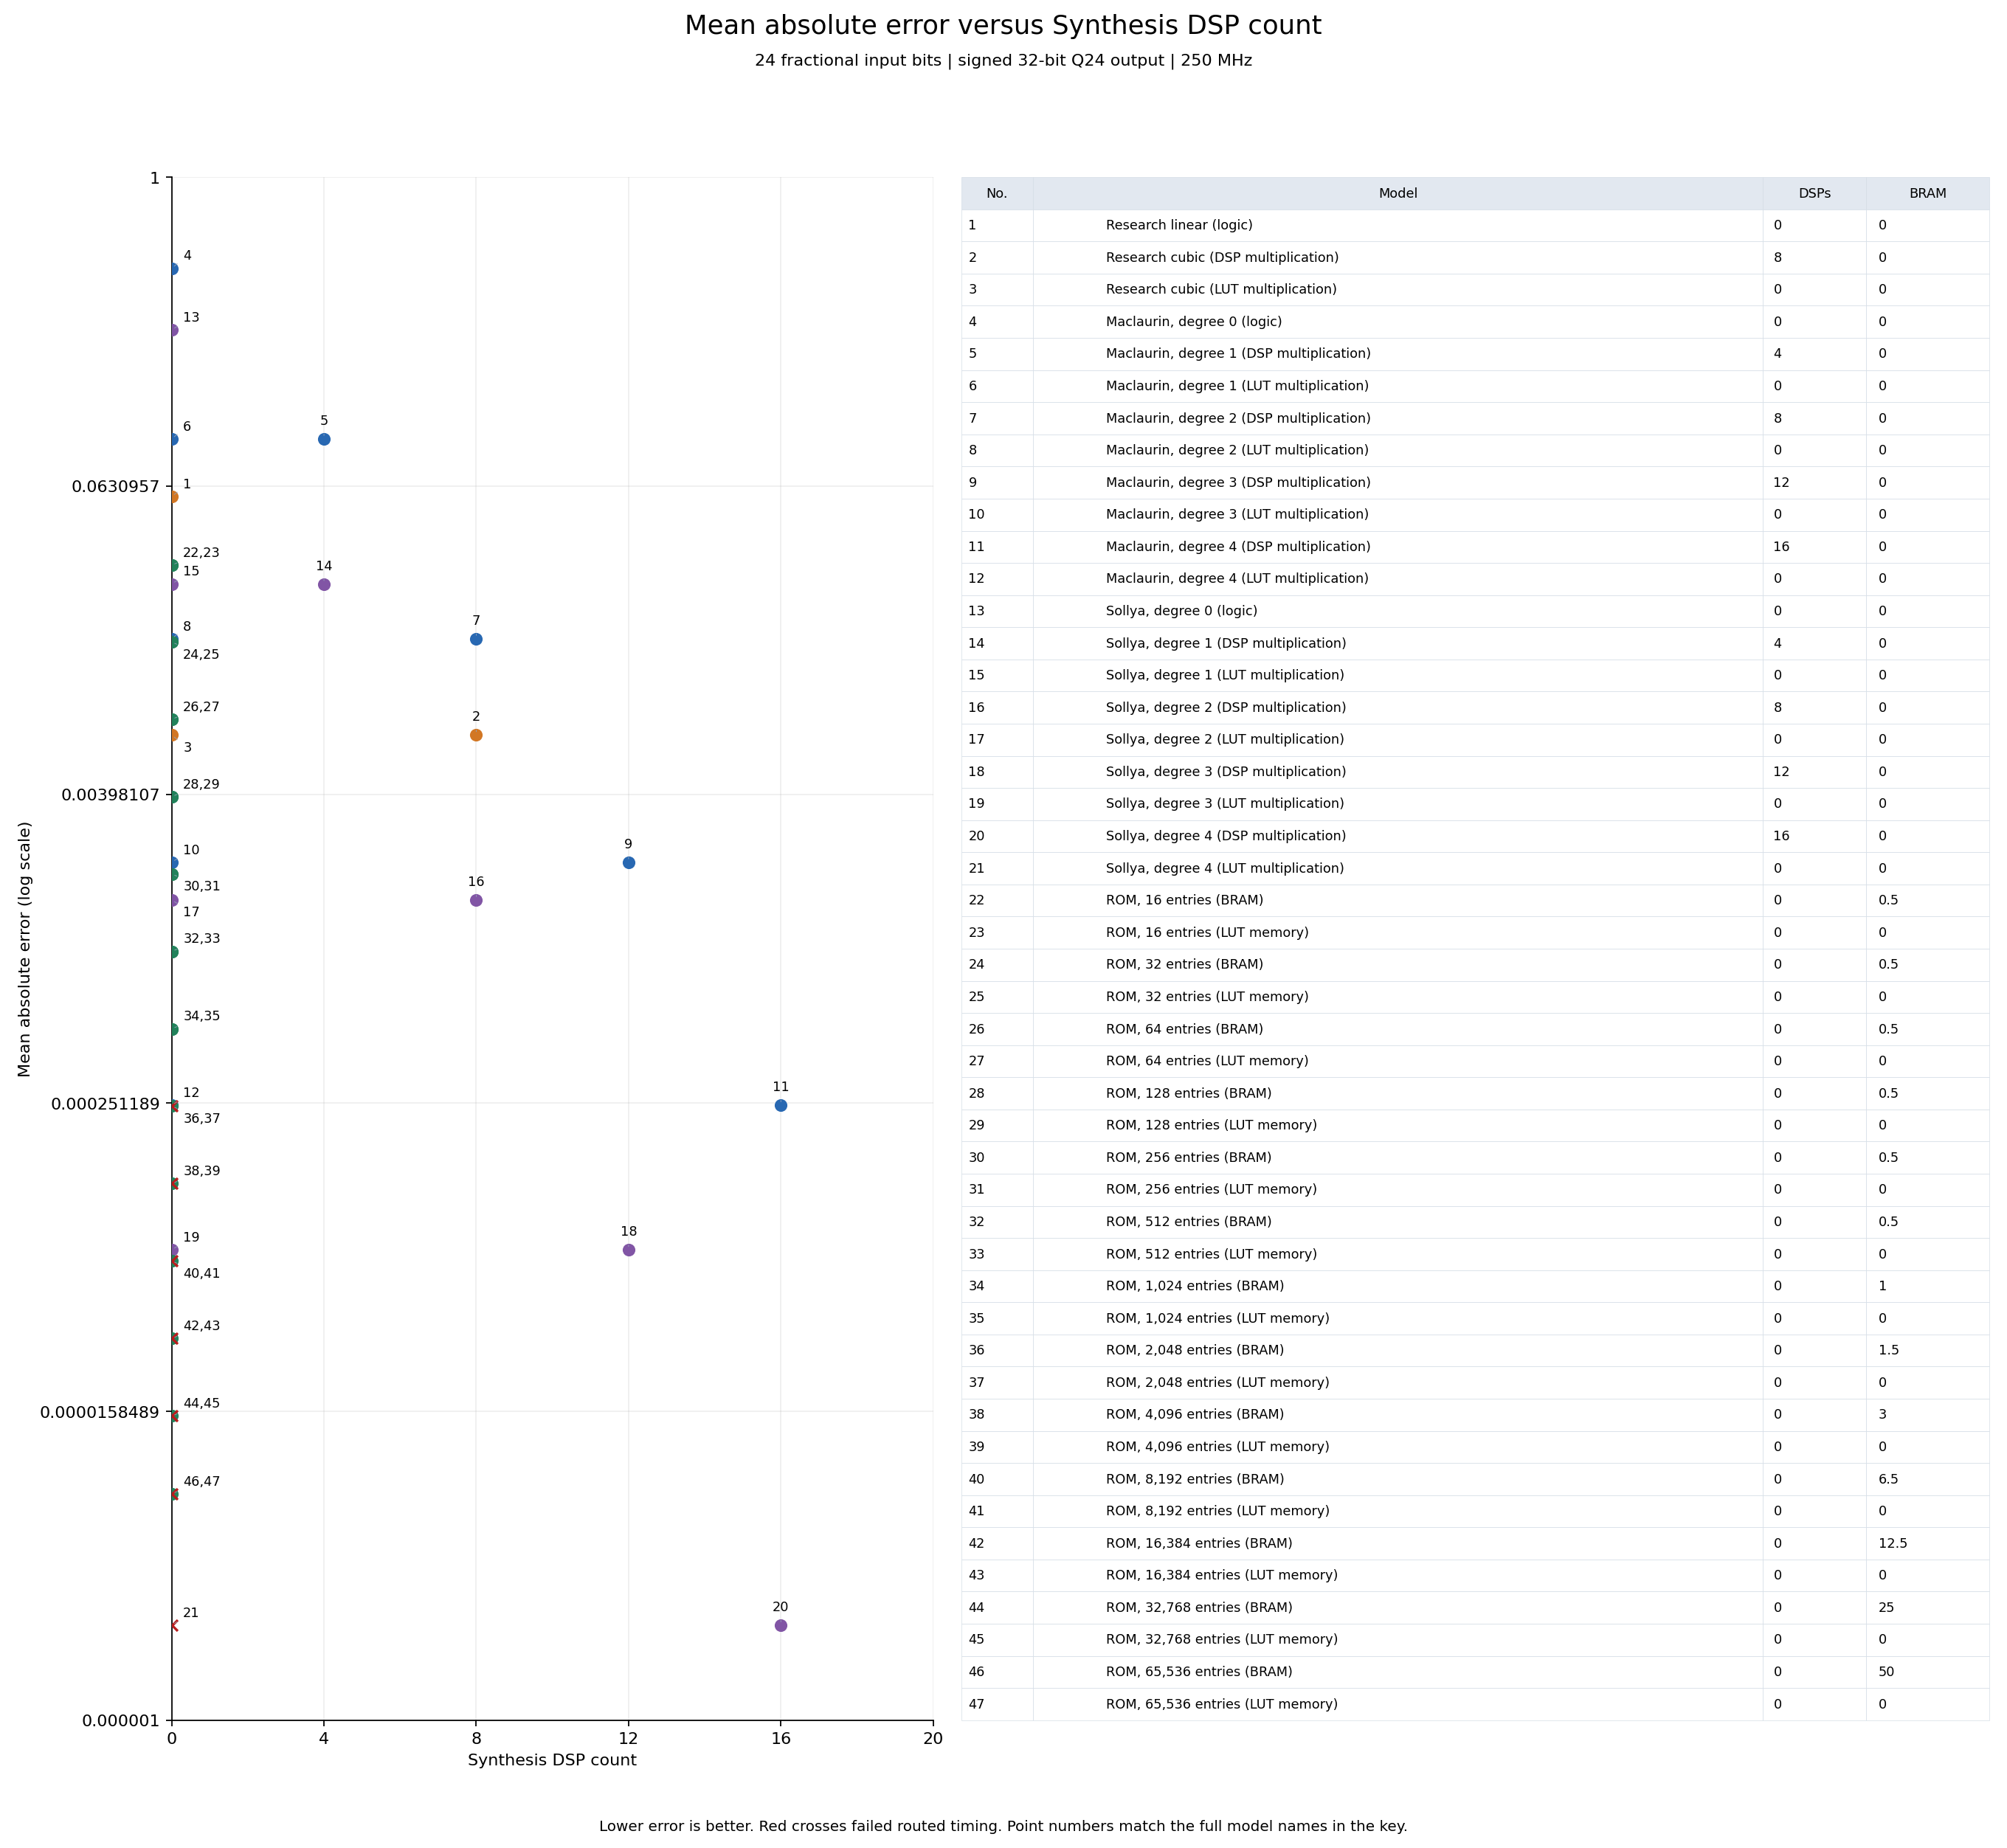 Mean absolute error versus Synthesis DSP count
24 fractional input bits | signed 32-bit Q24 output | 250 MHz
Mean absolute error (log scale)
1
0.0630957
0.00398107
0.000251189
0.0000158489
0.000001
4
13
6
5
1
22,23
15
14
8
7
24,25
26,27
2
3
28,29
10
9
30,31
16
17
32,33
34,35
12
11
36,37
38,39
19
18
40,41
42,43
44,45
46,47
21
20
0 4 8 12 16 20
Synthesis DSP count
No. Model DSPs BRAM
1 Research linear (logic) 0 0
2 Research cubic (DSP multiplication) 8 0
3 Research cubic (LUT multiplication) 0 0
4 Maclaurin, degree 0 (logic) 0 0
5 Maclaurin, degree 1 (DSP multiplication) 4 0
6 Maclaurin, degree 1 (LUT multiplication) 0 0
7 Maclaurin, degree 2 (DSP multiplication) 8 0
8 Maclaurin, degree 2 (LUT multiplication) 0 0
9 Maclaurin, degree 3 (DSP multiplication) 12 0
10 Maclaurin, degree 3 (LUT multiplication) 0 0
11 Maclaurin, degree 4 (DSP multiplication) 16 0
12 Maclaurin, degree 4 (LUT multiplication) 0 0
13 Sollya, degree 0 (logic) 0 0
14 Sollya, degree 1 (DSP multiplication) 4 0
15 Sollya, degree 1 (LUT multiplication) 0 0
16 Sollya, degree 2 (DSP multiplication) 8 0
17 Sollya, degree 2 (LUT multiplication) 0 0
18 Sollya, degree 3 (DSP multiplication) 12 0
19 Sollya, degree 3 (LUT multiplication) 0 0
20 Sollya, degree 4 (DSP multiplication) 16 0
21 Sollya, degree 4 (LUT multiplication) 0 0
22 ROM, 16 entries (BRAM) 0 0.5
23 ROM, 16 entries (LUT memory) 0 0
24 ROM, 32 entries (BRAM) 0 0.5
25 ROM, 32 entries (LUT memory) 0 0
26 ROM, 64 entries (BRAM) 0 0.5
27 ROM, 64 entries (LUT memory) 0 0
28 ROM, 128 entries (BRAM) 0 0.5
29 ROM, 128 entries (LUT memory) 0 0
30 ROM, 256 entries (BRAM) 0 0.5
31 ROM, 256 entries (LUT memory) 0 0
32 ROM, 512 entries (BRAM) 0 0.5
33 ROM, 512 entries (LUT memory) 0 0
34 ROM, 1,024 entries (BRAM) 0 1
35 ROM, 1,024 entries (LUT memory) 0 0
36 ROM, 2,048 entries (BRAM) 0 1.5
37 ROM, 2,048 entries (LUT memory) 0 0
38 ROM, 4,096 entries (BRAM) 0 3
39 ROM, 4,096 entries (LUT memory) 0 0
40 ROM, 8,192 entries (BRAM) 0 6.5
41 ROM, 8,192 entries (LUT memory) 0 0
42 ROM, 16,384 entries (BRAM) 0 12.5
43 ROM, 16,384 entries (LUT memory) 0 0
44 ROM, 32,768 entries (BRAM) 0 25
45 ROM, 32,768 entries (LUT memory) 0 0
46 ROM, 65,536 entries (BRAM) 0 50
47 ROM, 65,536 entries (LUT memory) 0 0
Lower error is better. Red crosses failed routed timing. Point numbers match the full model names in the key.